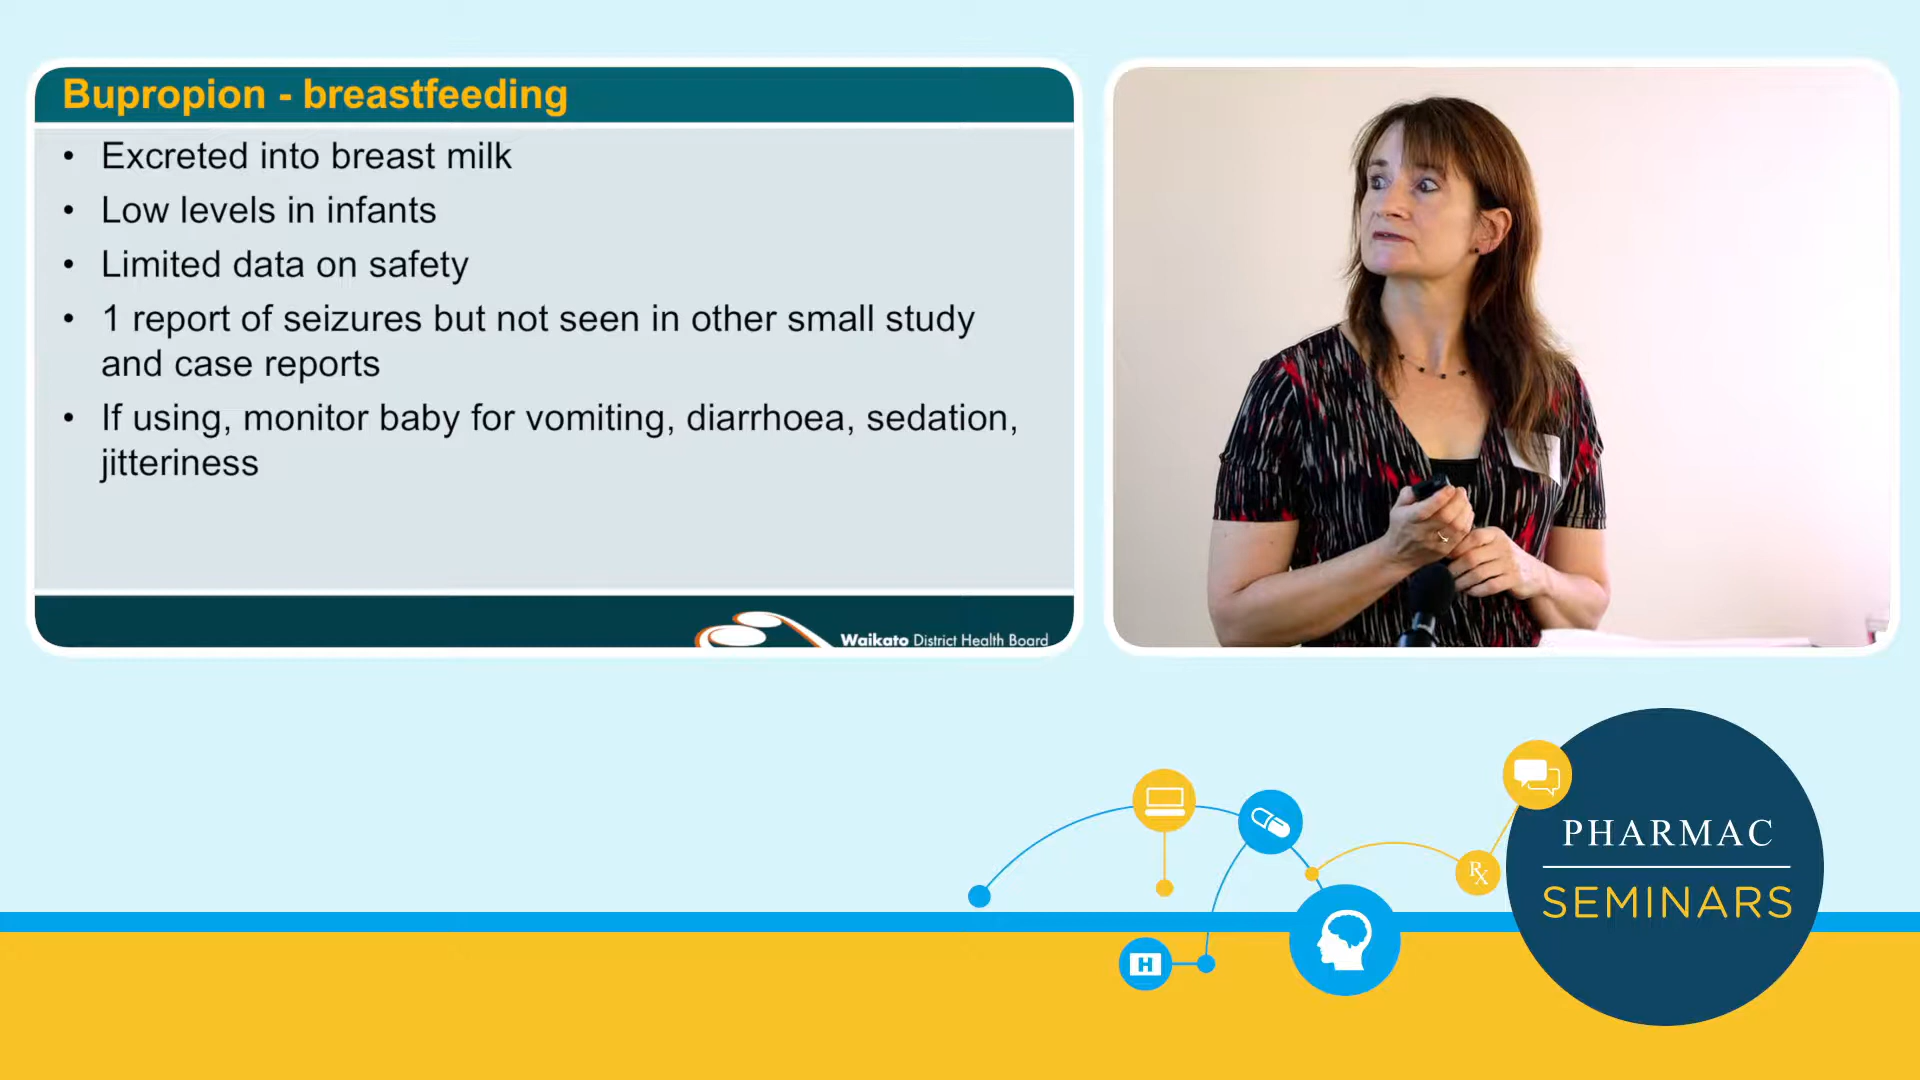 Bupropion - breastfeeding
• Excreted into breast milk
• Low levels in infants
• Limited data on safety
• 1 report of seizures but not seen in other small study
and case reports
• If using, monitor baby for vomiting, diarrhoea, sedation,
jitteriness
Waikato District Health Board
PHARMAC
SEMINARS
Rx
H